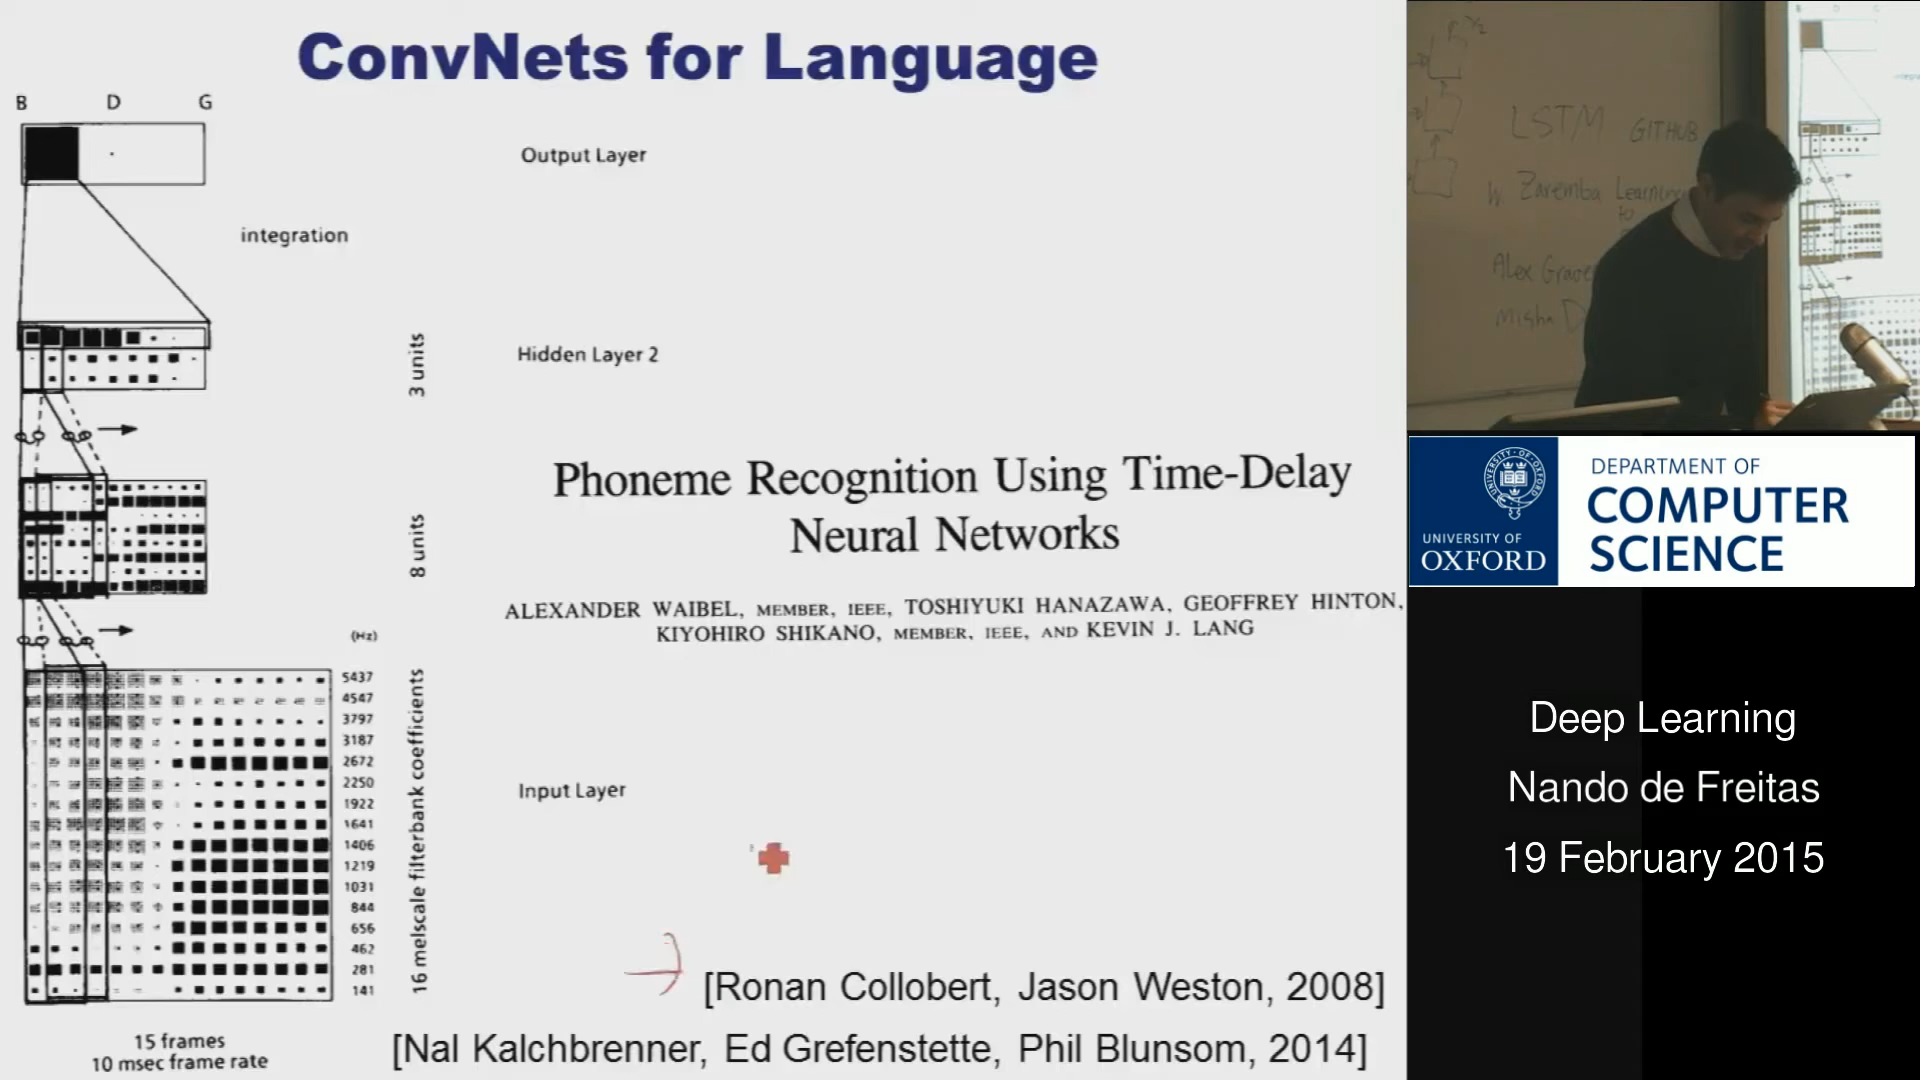 ConvNets for Language
B D G
Output Layer
integration
3 units
Hidden Layer 2
8 units
Phoneme Recognition Using Time-Delay
Neural Networks
ALEXANDER WAIBEL, MEMBER, IEEE, TOSHIYUKI HANAZAWA, GEOFFREY HINTON,
KIYOHIRO SHIKANO, MEMBER, IEEE, AND KEVIN J. LANG
(Hz)
5437
4547
3797
3187
2672
2250
1922
1641
1406
1219
1031
844
656
462
281
141
16 melscale filterbank coefficients
Input Layer
15 frames
10 msec frame rate
[Ronan Collobert, Jason Weston, 2008]
[Nal Kalchbrenner, Ed Grefenstette, Phil Blunsom, 2014]
LSTM GITHUB
W. Zaremba Learning
to
Alex Graves
Misha D
UNIVERSITY OF
OXFORD
DEPARTMENT OF
COMPUTER
SCIENCE
Deep Learning
Nando de Freitas
19 February 2015